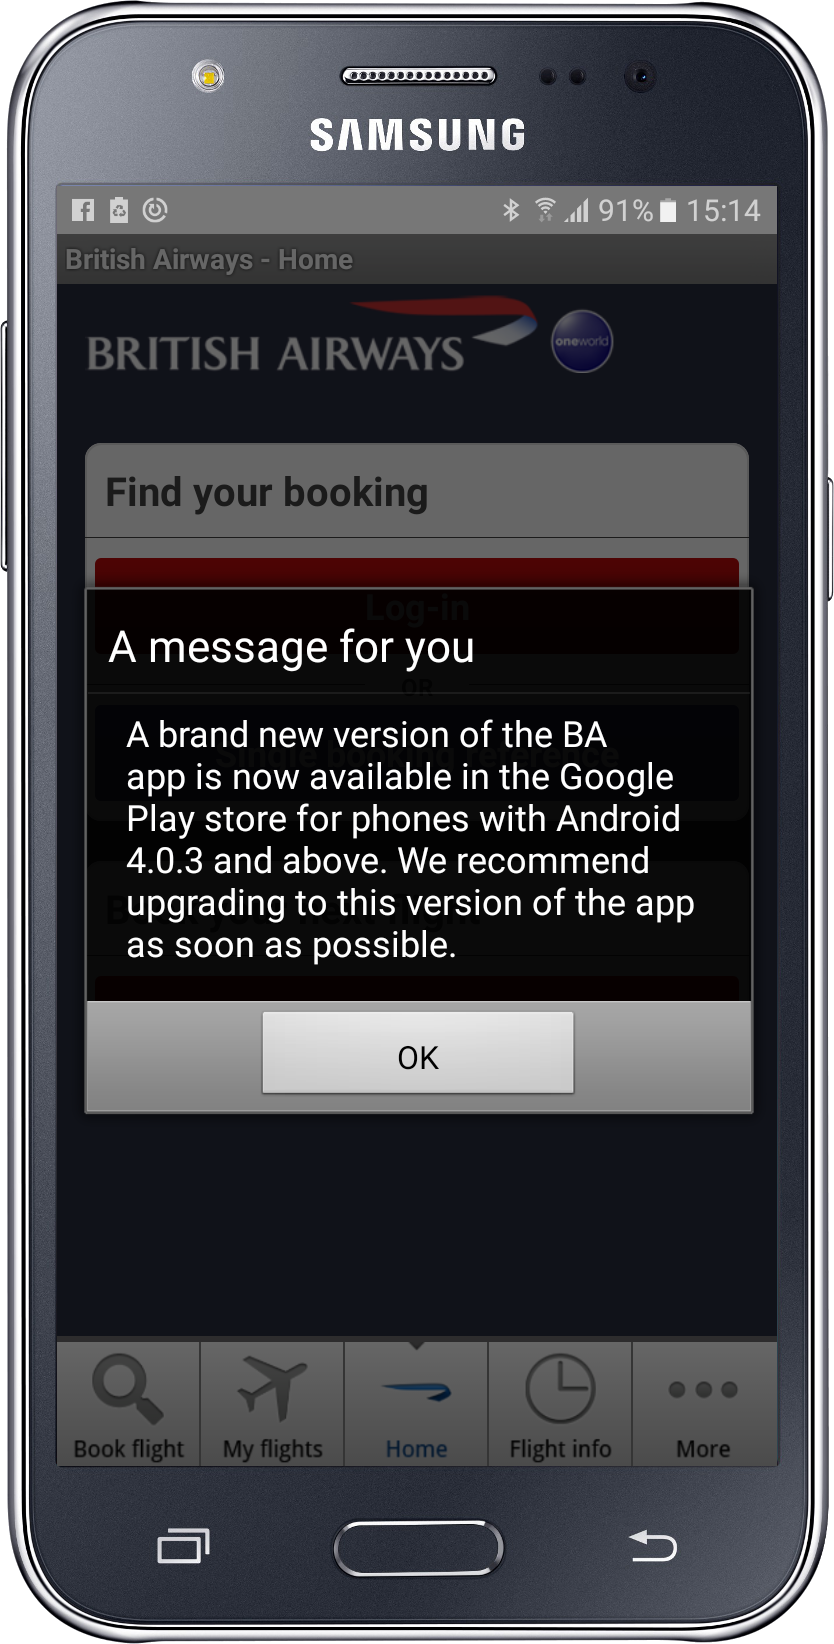 SAMSUNG
91% 15:14
British Airways - Home
BRITISH AIRWAYS
oneworld
Find your booking
Log-in
OR
A message for you
Single booking reference
A brand new version of the BA
app is now available in the Google
Play store for phones with Android
4.0.3 and above. We recommend
upgrading to this version of the app
as soon as possible.
OK
Book flight
My flights
Home
Flight info
More